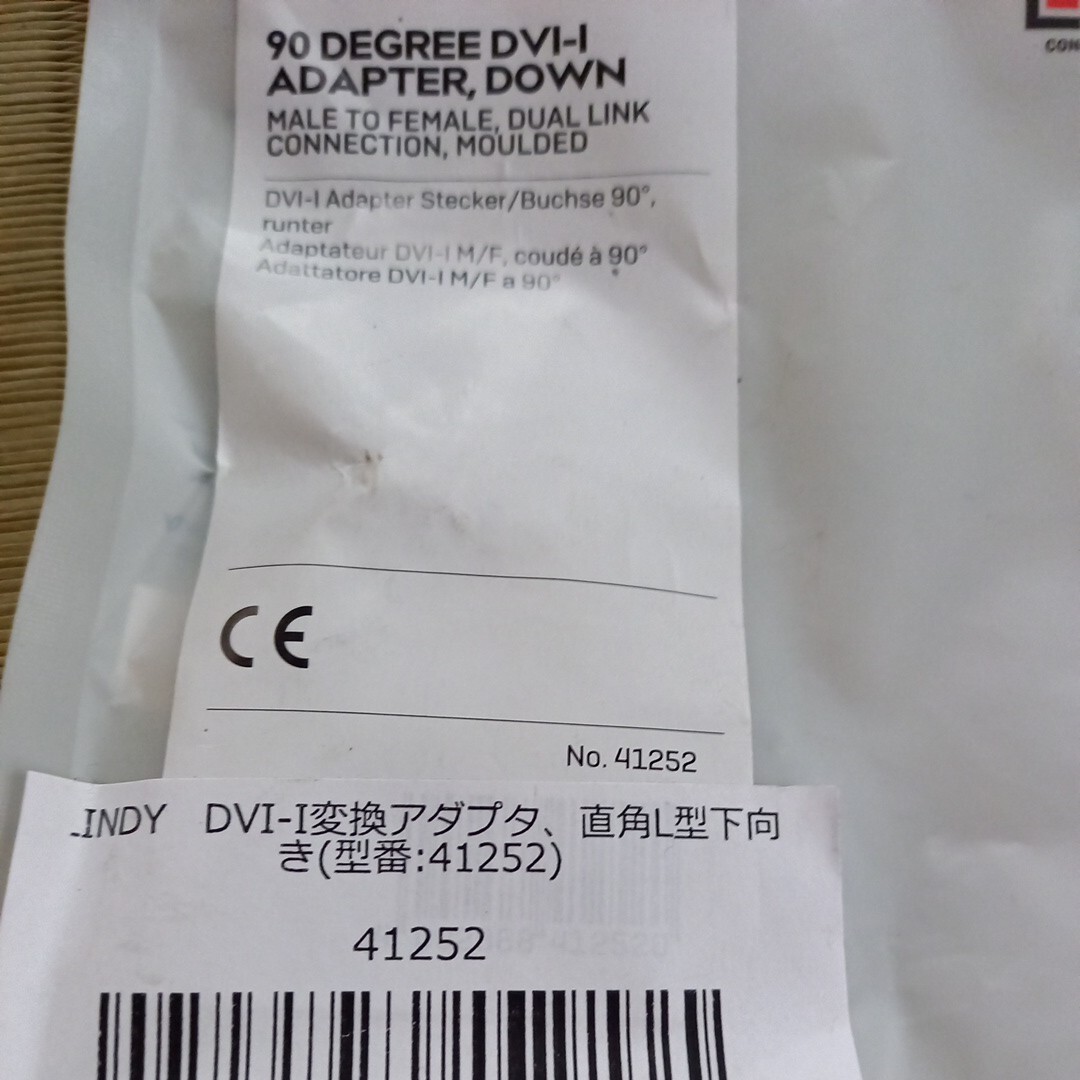 90 DEGREE DVI-I
ADAPTER, DOWN
MALE TO FEMALE, DUAL LINK
CONNECTION, MOULDED
DVI-I Adapter Stecker/Buchse 90°,
runter
Adaptateur DVI-I M/F, coudé à 90°
Adattatore DVI-I M/F a 90°
CE
No. 41252
LINDY DVI-I変換アダプタ、直角L型下向
き(型番:41252)
41252